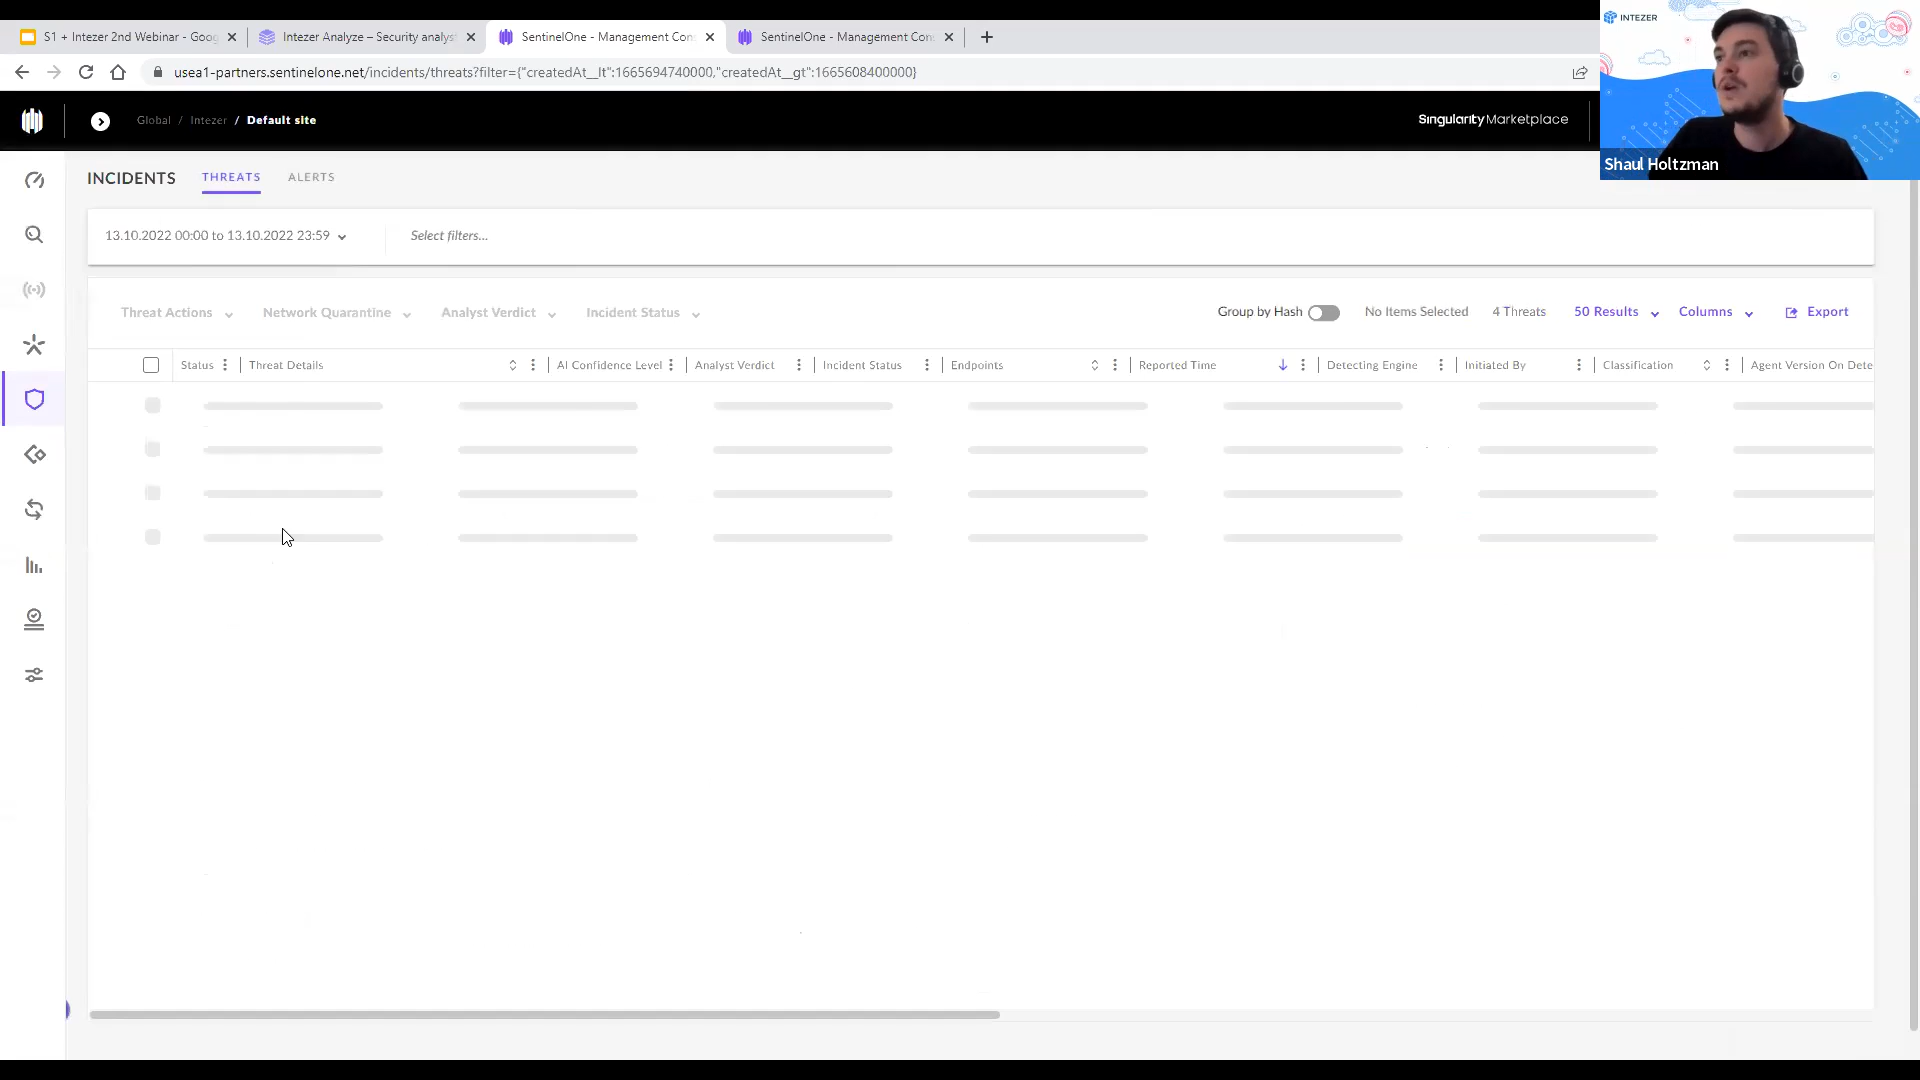 S1 + Intezer 2nd Webinar - Goog
Intezer Analyze – Security analyst
SentinelOne - Management Con
SentinelOne - Management Con
usea1-partners.sentinelone.net/incidents/threats?filter={"createdAt__lt":1665694740000,"createdAt__gt":1665608400000}
INTEZER
Shaul Holtzman
Global / Intezer / Default site
SingularityMarketplace
INCIDENTS THREATS ALERTS
13.10.2022 00:00 to 13.10.2022 23:59 Select filters...
Threat Actions Network Quarantine Analyst Verdict Incident Status Group by Hash No Items Selected 4 Threats 50 Results Columns Export
Status Threat Details AI Confidence Level Analyst Verdict Incident Status Endpoints Reported Time Detecting Engine Initiated By Classification Agent Version On Dete